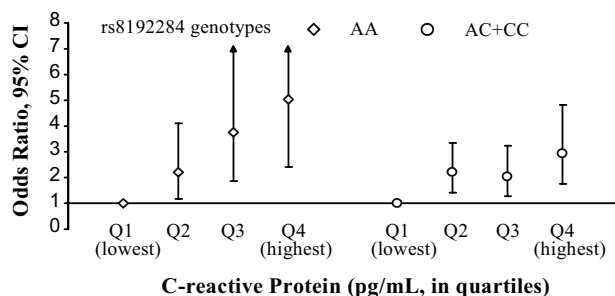 rs8192284 genotypes AA AC+CC
Odds Ratio, 95% CI
8
7
6
5
4
3
2
1
0
Q1 Q2 Q3 Q4 Q1 Q2 Q3 Q4
(lowest) (highest) (lowest) (highest)
C-reactive Protein (pg/mL, in quartiles)